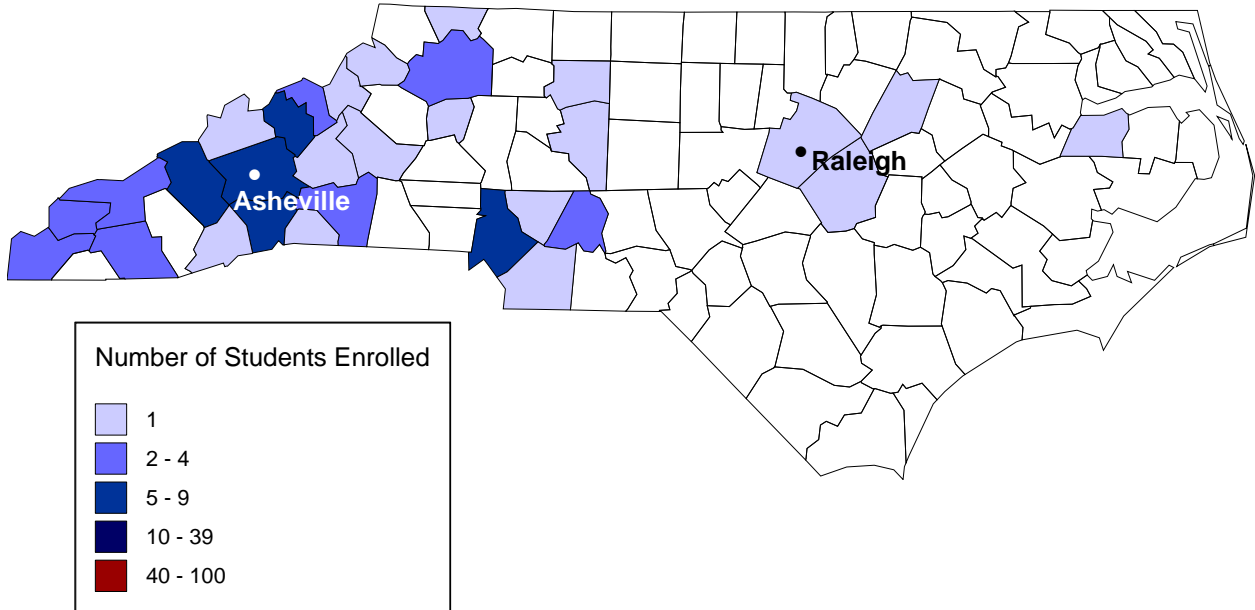 Raleigh
Asheville
Number of Students Enrolled
1
2 - 4
5 - 9
10 - 39
40 - 100